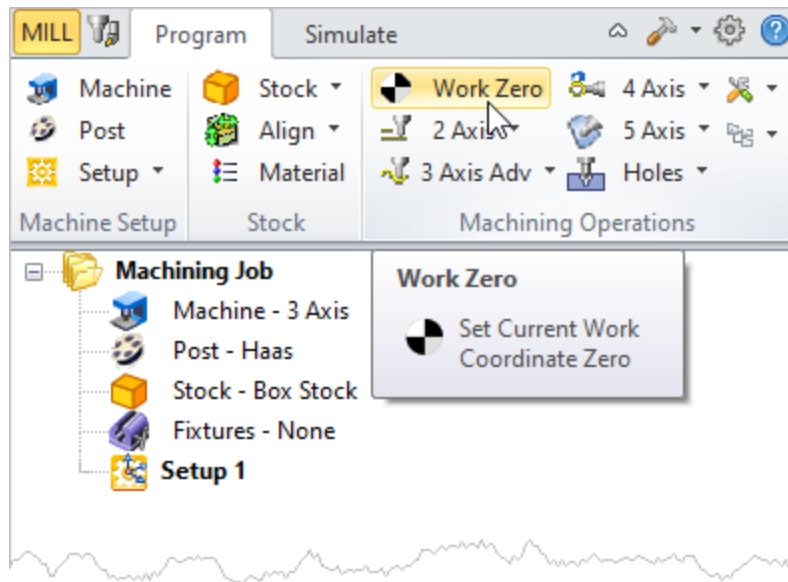 MILL Program Simulate
Machine Stock Work Zero 4 Axis
Post Align 2 Axis 5 Axis
Setup Material 3 Axis Adv Holes
Machine Setup Stock Machining Operations
Machining Job
Machine - 3 Axis
Post - Haas
Stock - Box Stock
Fixtures - None
Setup 1
Work Zero
Set Current Work
Coordinate Zero